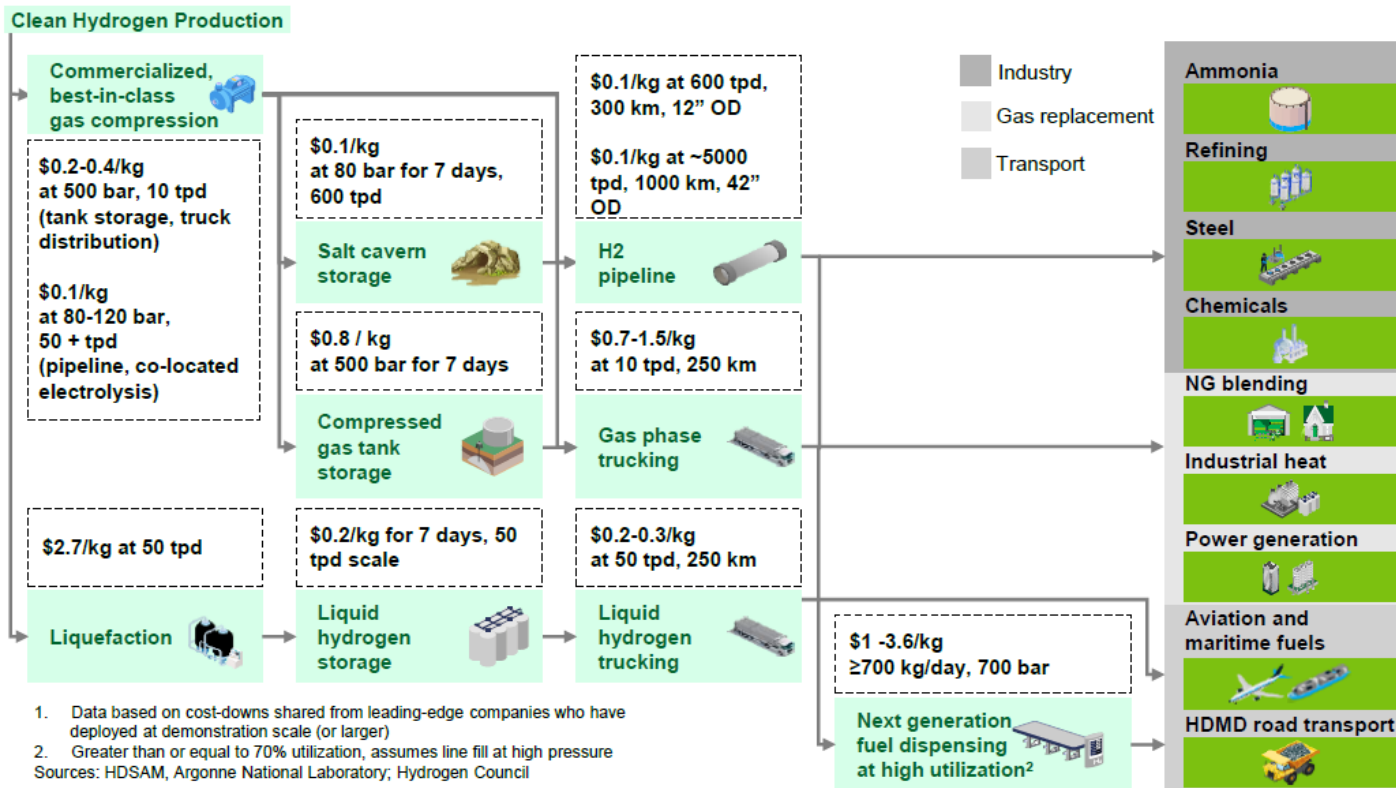 Clean Hydrogen Production
Commercialized,
best-in-class
gas compression
$0.2-0.4/kg
at 500 bar, 10 tpd
(tank storage, truck
distribution)
$0.1/kg
at 80-120 bar,
50 + tpd
(pipeline, co-located
electrolysis)
$0.1/kg
at 80 bar for 7 days,
600 tpd
Salt cavern
storage
$0.8 / kg
at 500 bar for 7 days
Compressed
gas tank
storage
$0.1/kg at 600 tpd,
300 km, 12” OD
$0.1/kg at ~5000
tpd, 1000 km, 42”
OD
H2
pipeline
$0.7-1.5/kg
at 10 tpd, 250 km
Gas phase
trucking
$2.7/kg at 50 tpd
Liquefaction
$0.2/kg for 7 days, 50
tpd scale
Liquid
hydrogen
storage
$0.2-0.3/kg
at 50 tpd, 250 km
Liquid
hydrogen
trucking
$1 -3.6/kg
≥700 kg/day, 700 bar
Next generation
fuel dispensing
at high utilization2
Industry
Gas replacement
Transport
Ammonia
Refining
Steel
Chemicals
NG blending
Industrial heat
Power generation
Aviation and
maritime fuels
HDMD road transport
1. Data based on cost-downs shared from leading-edge companies who have
deployed at demonstration scale (or larger)
2. Greater than or equal to 70% utilization, assumes line fill at high pressure
Sources: HDSAM, Argonne National Laboratory; Hydrogen Council